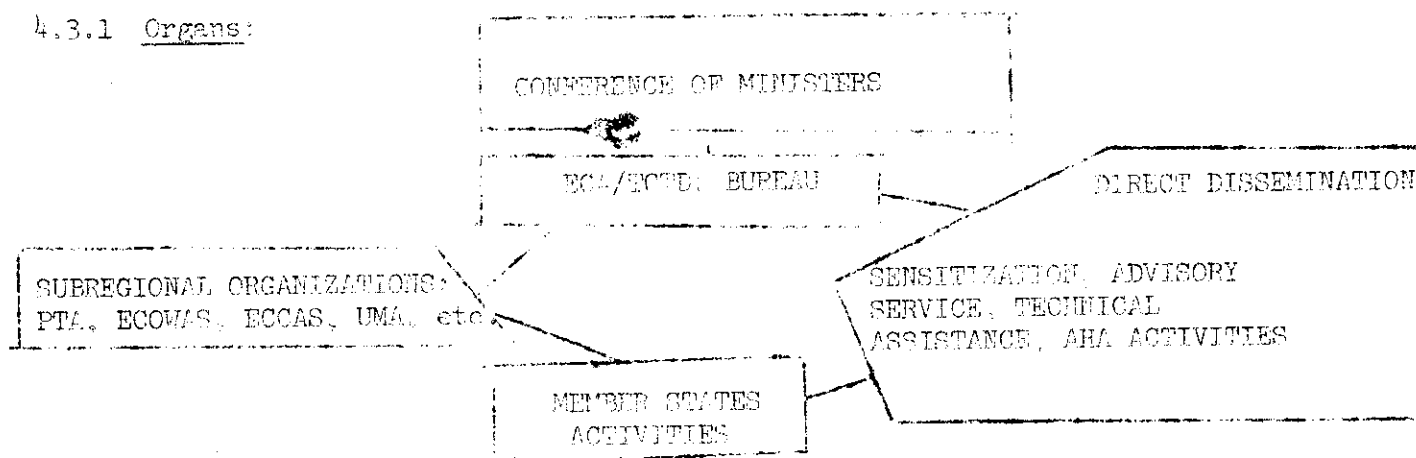 4.3.1 Organs:
CONFERENCE OF MINISTERS
ECA/TCTD: BUREAU
DIRECT DISSEMINATION
SUBREGIONAL ORGANIZATIONS:
PTA, ECOWAS, ECCAS, UMA, etc.
SENSITIZATION, ADVISORY
SERVICE, TECHNICAL
ASSISTANCE, AHA ACTIVITIES
MEMBER STATES
ACTIVITIES